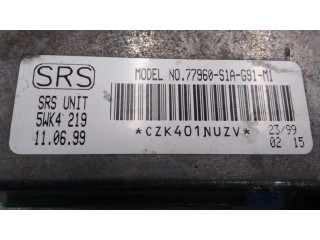 SRS
MODEL NO.77960-S1A-G91-M1
SRS UNIT
5WK4 219
11.06.99
*CZK401NUZV*
23/99
02 15